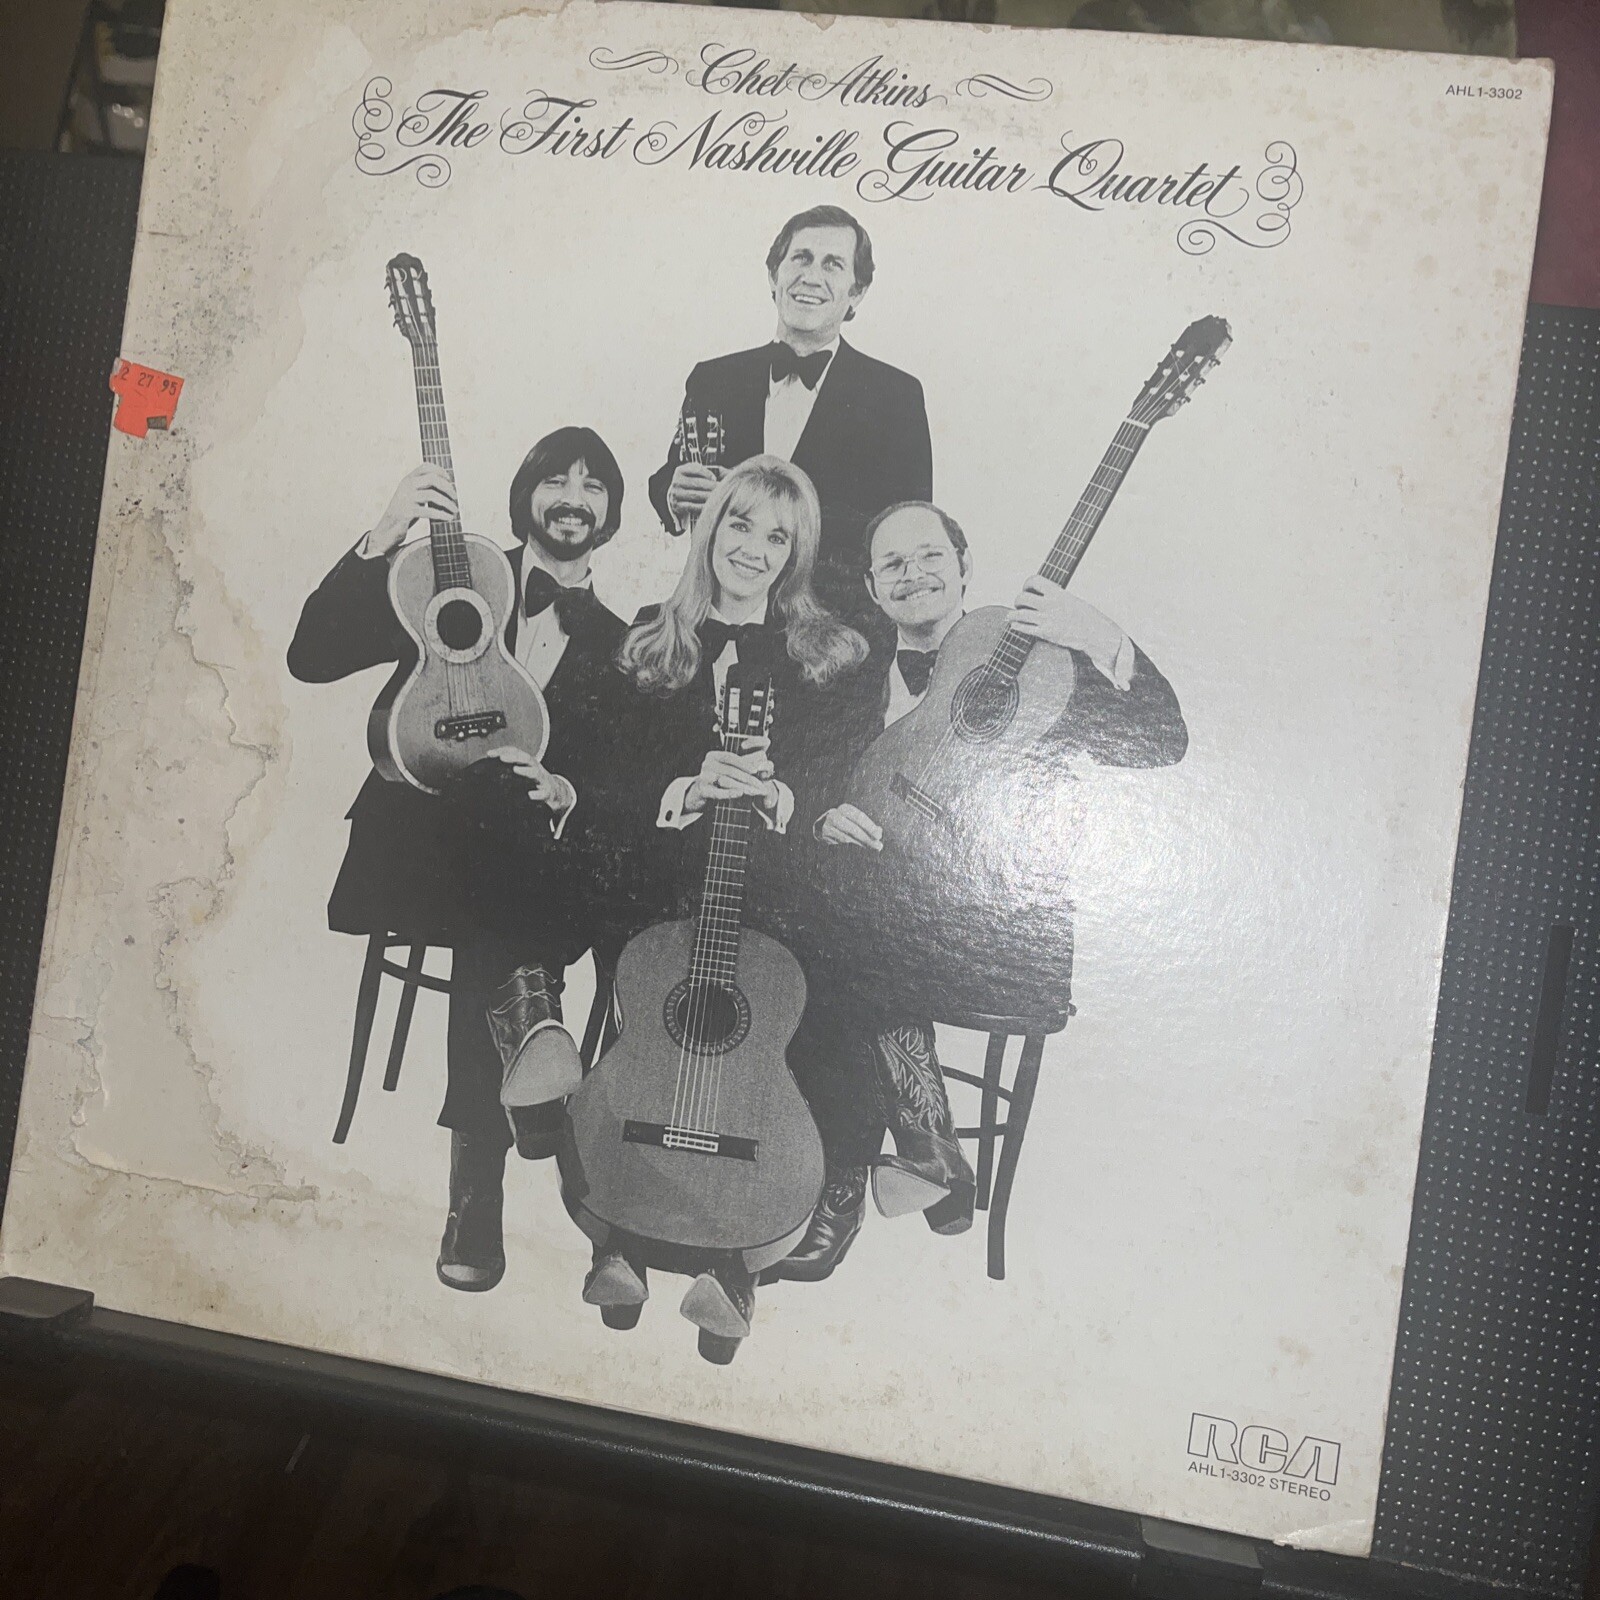 Chet Atkins
The First Nashville Guitar Quartet
AHL1-3302
2 27 95
RCA
AHL1-3302 STEREO